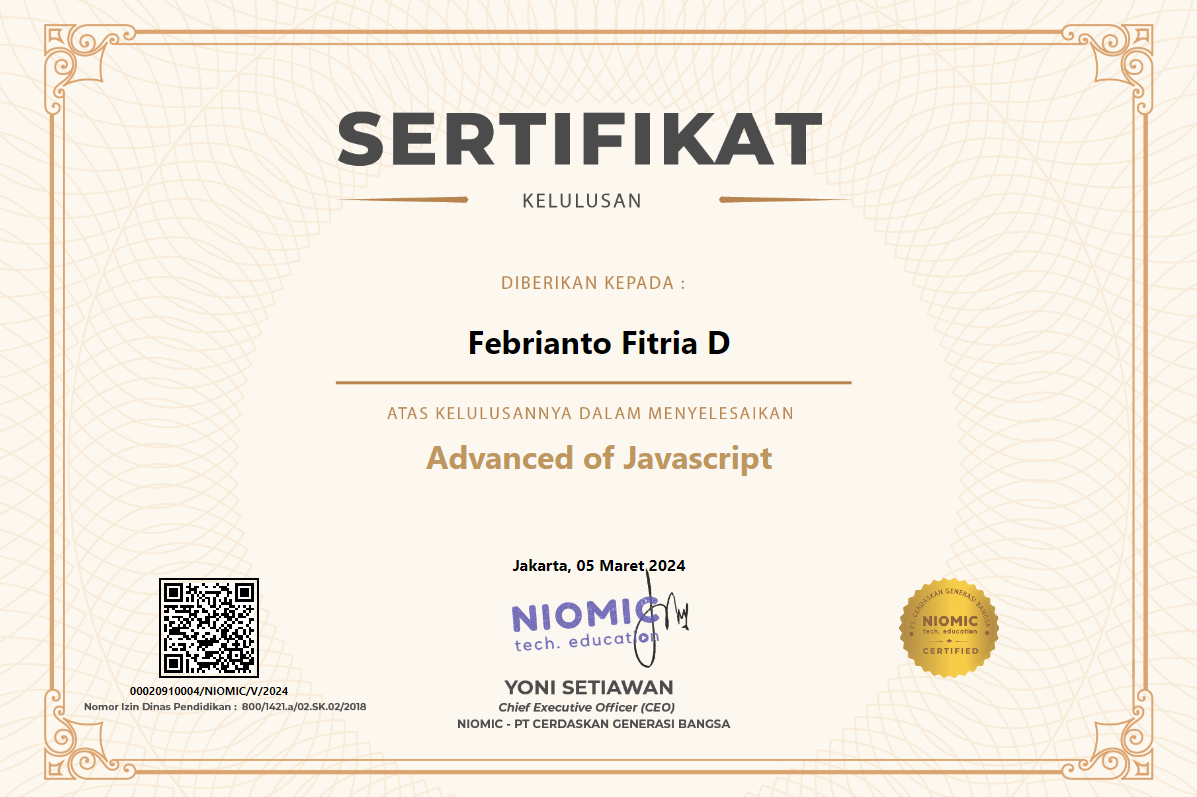 SERTIFIKAT
KELULUSAN
DIBERIKAN KEPADA :
Febrianto Fitria D
ATAS KELULUSANNYA DALAM MENYELESAIKAN
Advanced of Javascript
Jakarta, 05 Maret 2024
NIOMIC
tech. education
YONI SETIAWAN
Chief Executive Officer (CEO)
NIOMIC - PT CERDASKAN GENERASI BANGSA
00020910004/NIOMIC/V/2024
Nomor Izin Dinas Pendidikan : 800/1421.a/02.SK.02/2018
PT. CERDASKAN GENERASI BANGSA
NIOMIC
tech. education
CERTIFIED